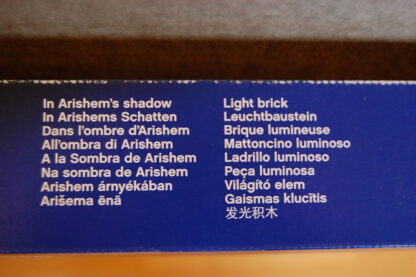 In Arishem's shadow
In Arishems Schatten
Dans l'ombre d'Arishem
All'ombra di Arishem
A la Sombra de Arishem
Na sombra de Arishem
Arishem árnyékában
Arišema ēnā
Light brick
Leuchtbaustein
Brique lumineuse
Mattoncino luminoso
Ladrillo luminoso
Peça luminosa
Világító elem
Gaismas klucītis
发光积木